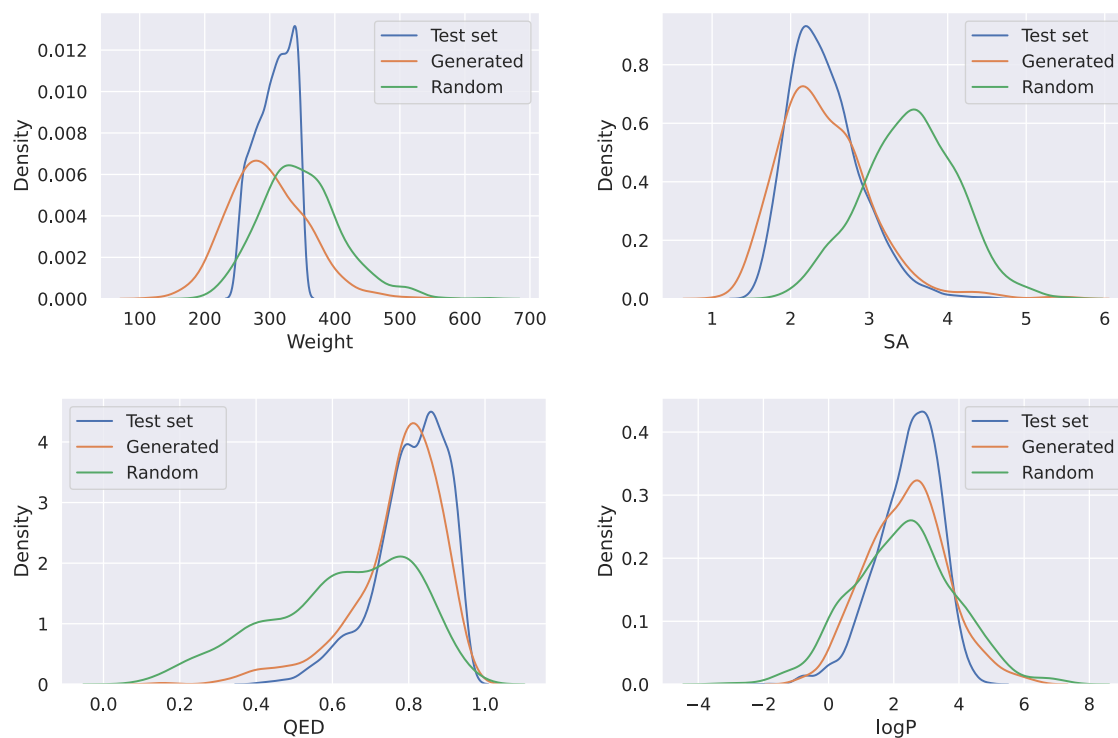 Test set
Generated
Random
0.012
0.010
0.008
0.006
0.004
0.002
0.000
Density
100 200 300 400 500 600 700
Weight
Test set
Generated
Random
0.8
0.6
0.4
0.2
0.0
Density
1 2 3 4 5 6
SA
Test set
Generated
Random
4
3
2
1
0
Density
0.0 0.2 0.4 0.6 0.8 1.0
QED
Test set
Generated
Random
0.4
0.3
0.2
0.1
0.0
Density
−4 −2 0 2 4 6 8
logP